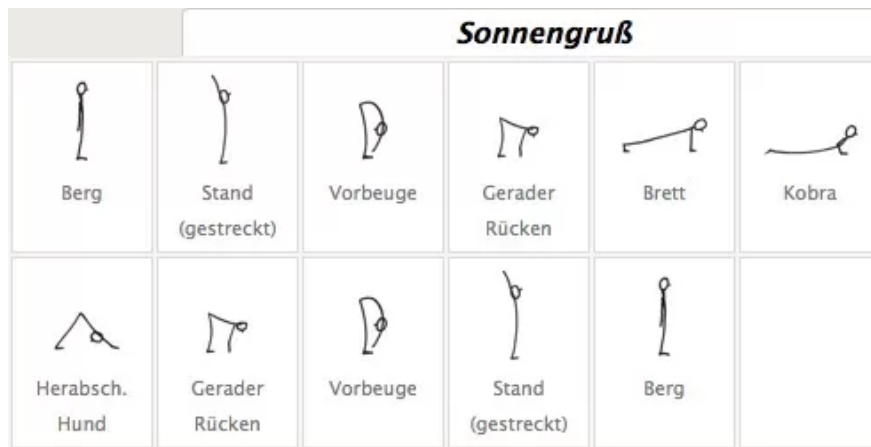 Sonnengruß
Berg
Stand
(gestreckt)
Vorbeuge
Gerader
Rücken
Brett
Kobra
Herabsch.
Hund
Gerader
Rücken
Vorbeuge
Stand
(gestreckt)
Berg